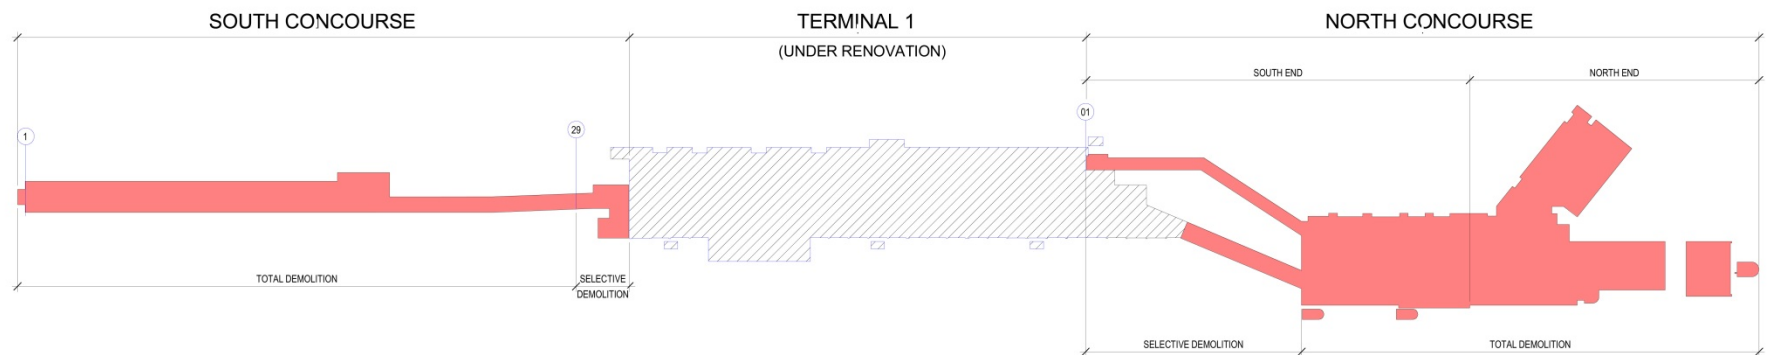 SOUTH CONCOURSE
TERMINAL 1
NORTH CONCOURSE
(UNDER RENOVATION)
SOUTH END
NORTH END
1
29
01
TOTAL DEMOLITION
SELECTIVE
DEMOLITION
SELECTIVE DEMOLITION
TOTAL DEMOLITION